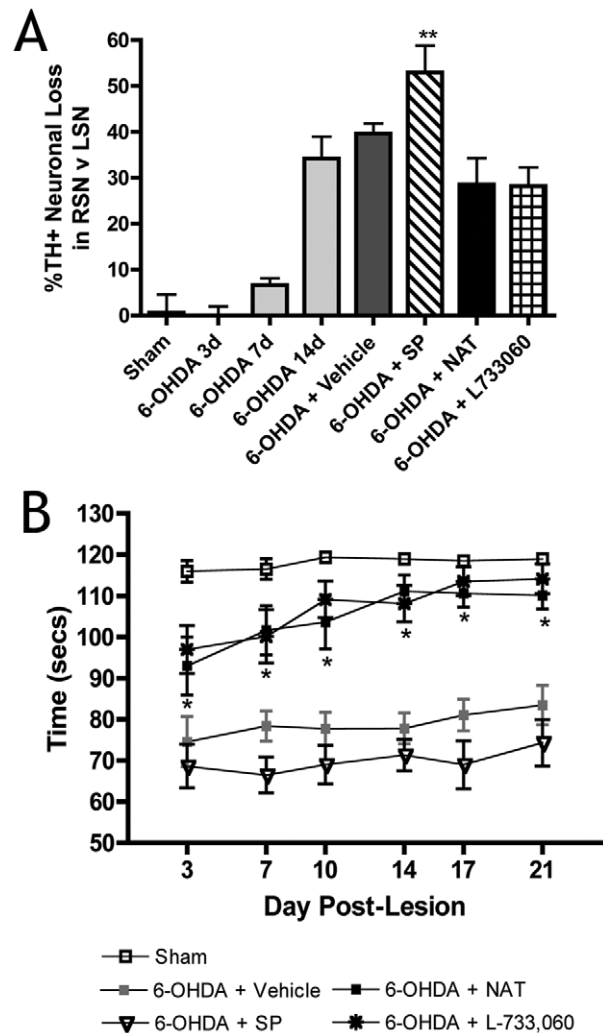 A
%TH+ Neuronal Loss
in RSN v LSN
60
50
40
30
20
10
0
**
Sham
6-OHDA 3d
6-OHDA 7d
6-OHDA 14d
6-OHDA + Vehicle
6-OHDA + SP
6-OHDA + NAT
6-OHDA + L733060
B
Time (secs)
130
120
110
100
90
80
70
60
50
* * * * * *
3 7 10 14 17 21
Day Post-Lesion
Sham
6-OHDA + Vehicle 6-OHDA + NAT
6-OHDA + SP 6-OHDA + L-733,060